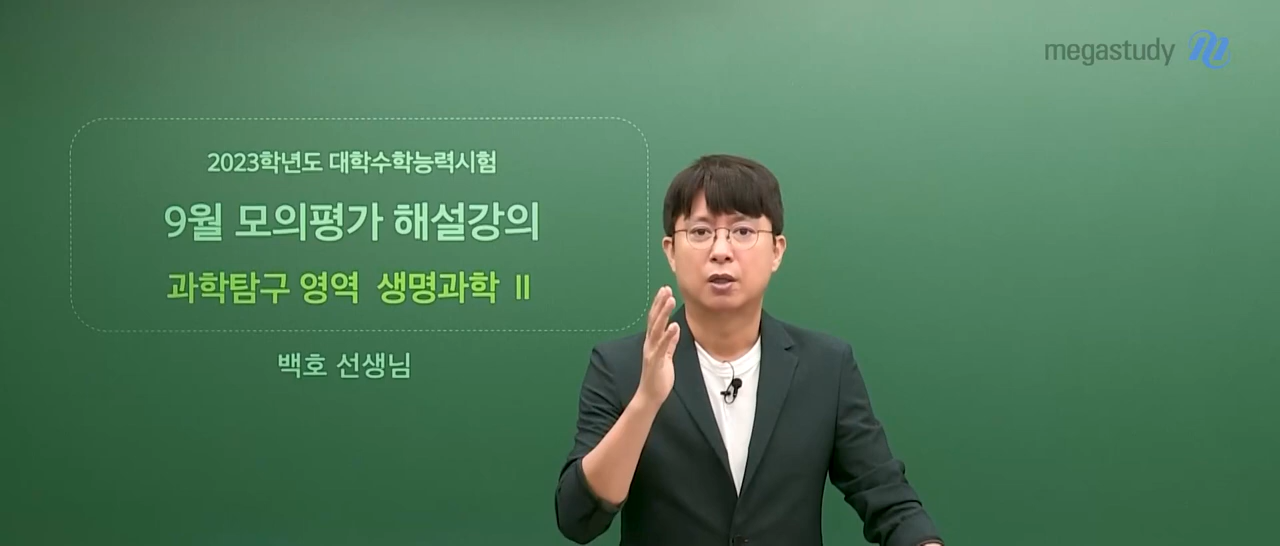 megastudy
2023학년도 대학수학능력시험
9월 모의평가 해설강의
과학탐구 영역 생명과학 Ⅱ
백호 선생님